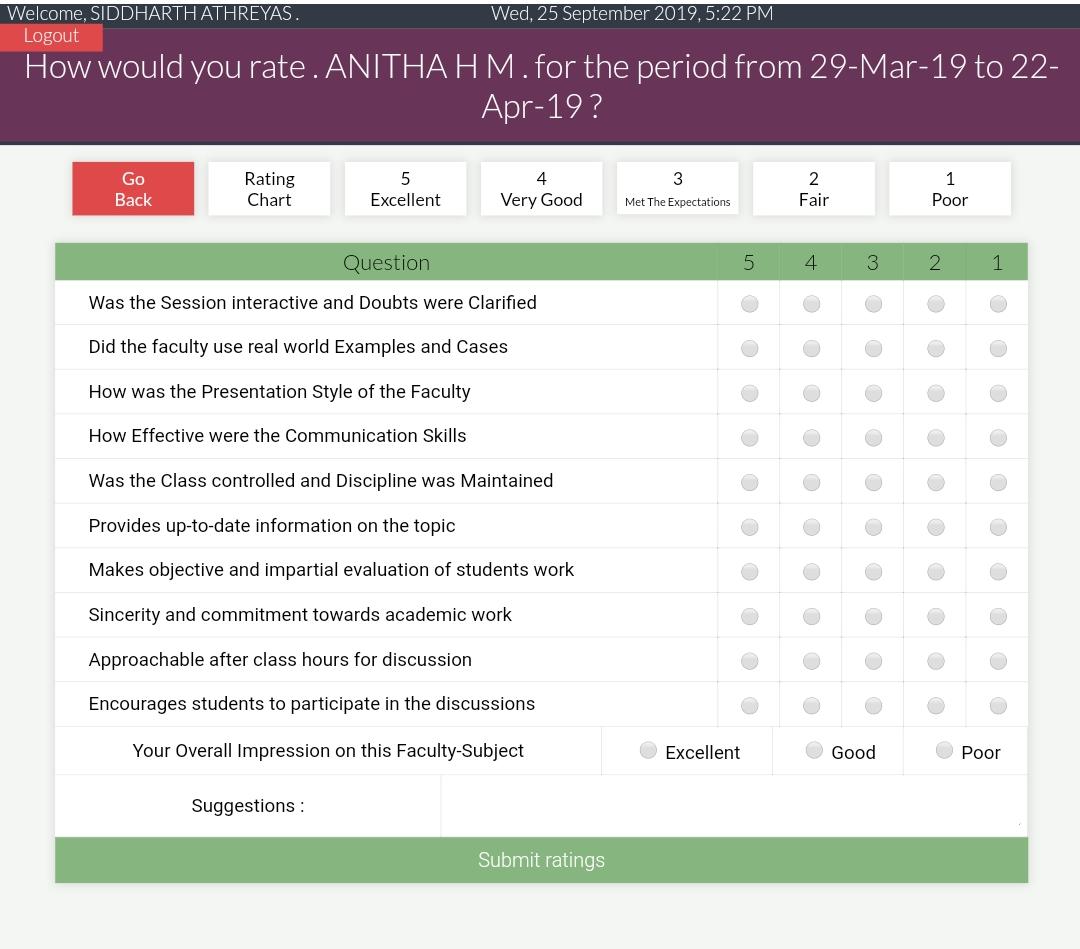 Welcome, SIDDHARTH ATHREYAS . Wed, 25 September 2019, 5:22 PM
Logout
How would you rate . ANITHA H M . for the period from 29-Mar-19 to 22-
Apr-19 ?
Go Rating 5 4 3 2 1
Back Chart Excellent Very Good Met The Expectations Fair Poor
Question 5 4 3 2 1
Was the Session interactive and Doubts were Clarified
Did the faculty use real world Examples and Cases
How was the Presentation Style of the Faculty
How Effective were the Communication Skills
Was the Class controlled and Discipline was Maintained
Provides up-to-date information on the topic
Makes objective and impartial evaluation of students work
Sincerity and commitment towards academic work
Approachable after class hours for discussion
Encourages students to participate in the discussions
Your Overall Impression on this Faculty-Subject Excellent Good Poor
Suggestions :
Submit ratings